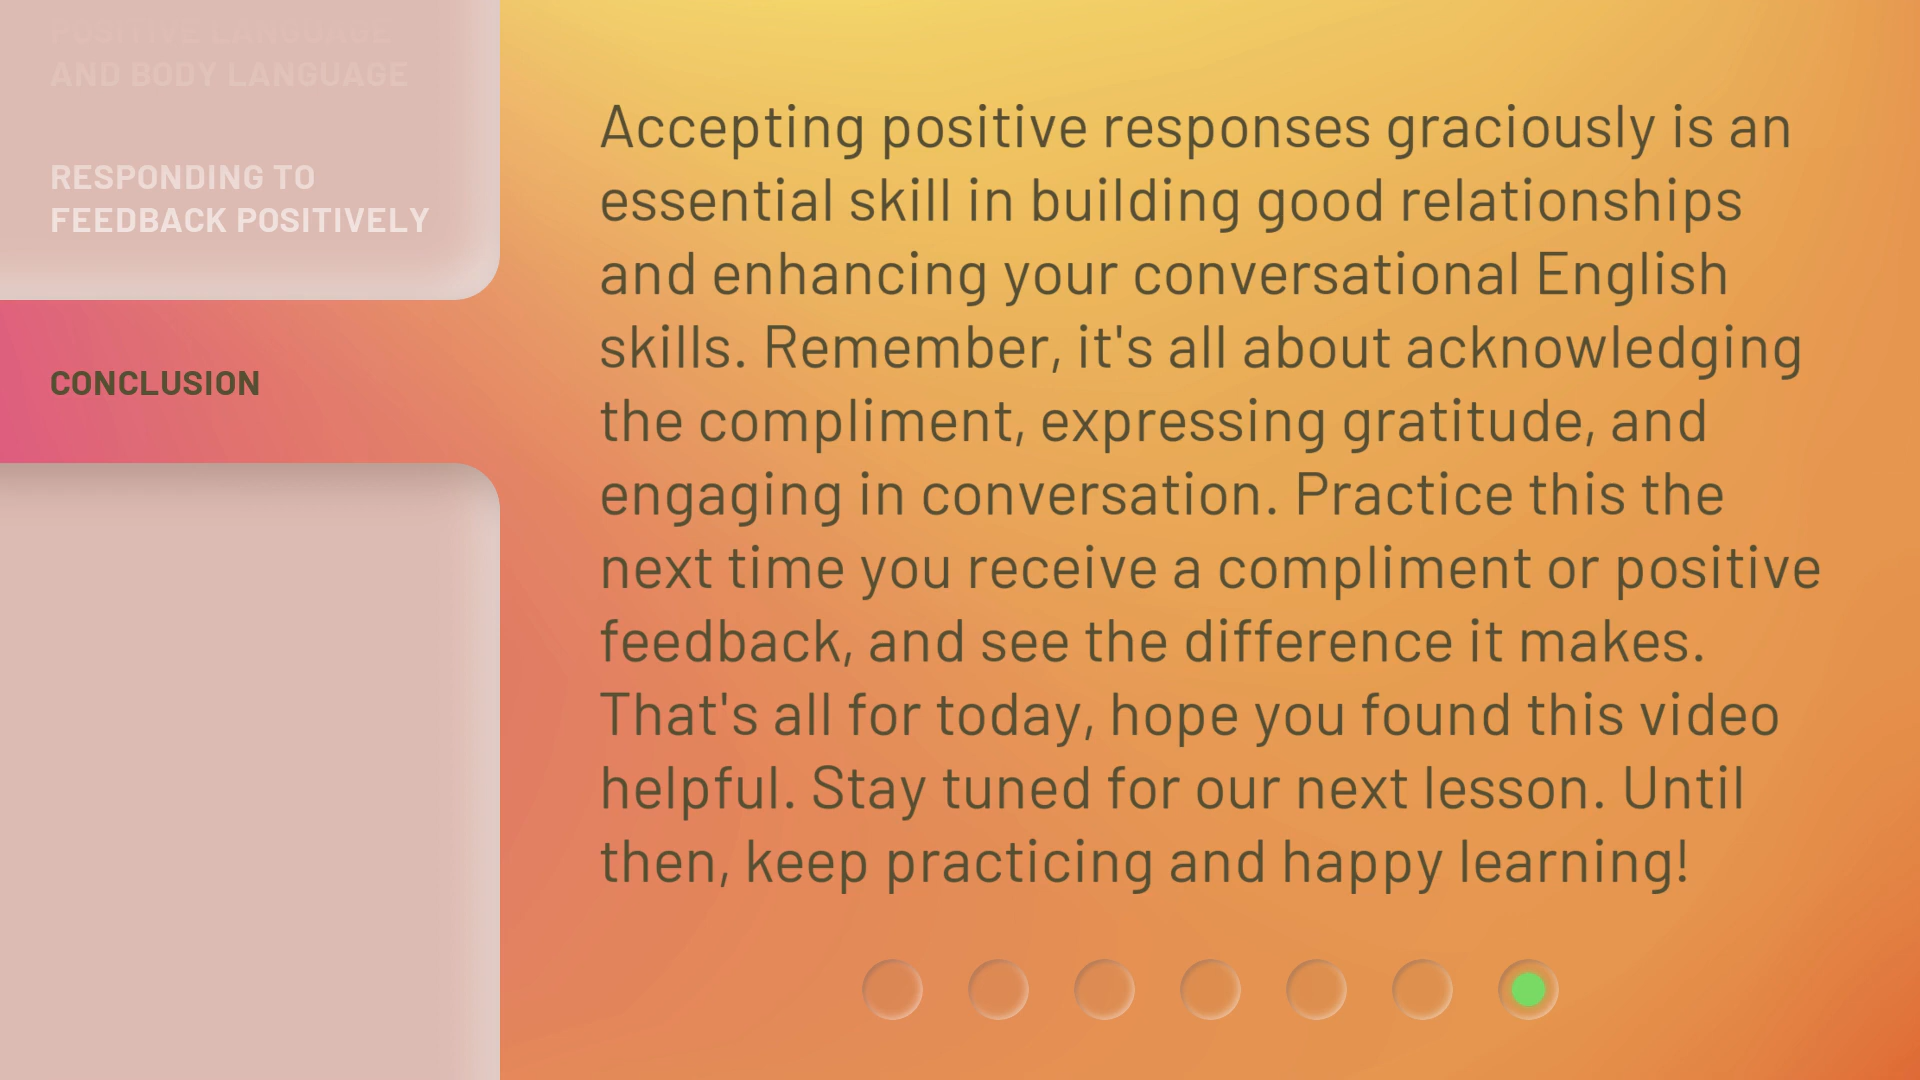 POSITIVE LANGUAGE
AND BODY LANGUAGE
RESPONDING TO
FEEDBACK POSITIVELY
CONCLUSION
Accepting positive responses graciously is an
essential skill in building good relationships
and enhancing your conversational English
skills. Remember, it's all about acknowledging
the compliment, expressing gratitude, and
engaging in conversation. Practice this the
next time you receive a compliment or positive
feedback, and see the difference it makes.
That's all for today, hope you found this video
helpful. Stay tuned for our next lesson. Until
then, keep practicing and happy learning!